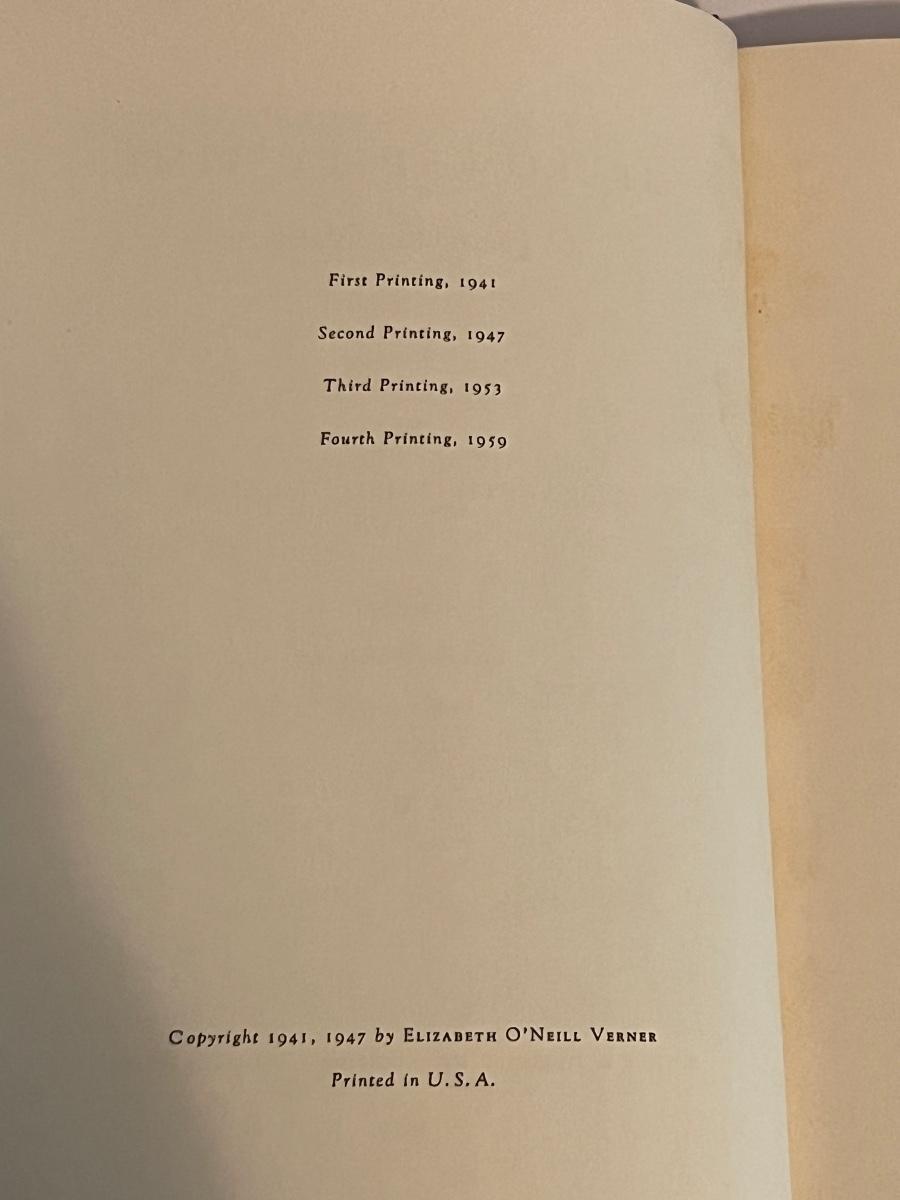 First Printing, 1941
Second Printing, 1947
Third Printing, 1953
Fourth Printing, 1959
Copyright 1941, 1947 by ELIZABETH O'NEILL VERNER
Printed in U. S. A.